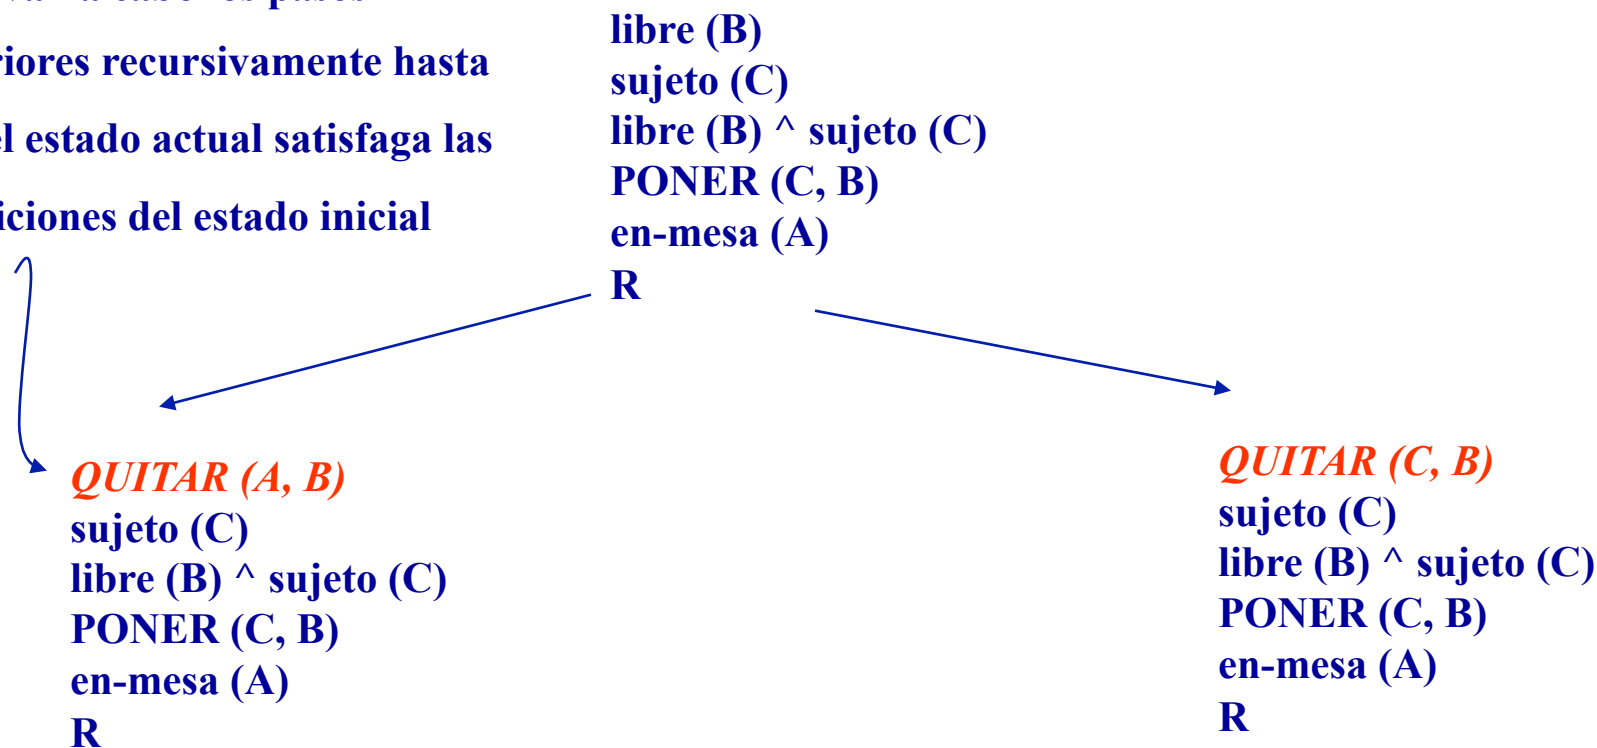 riores recursivamente hasta
el estado actual satisfaga las
iciones del estado inicial
libre (B)
sujeto (C)
libre (B) ^ sujeto (C)
PONER (C, B)
en-mesa (A)
R
QUITAR (A, B)
sujeto (C)
libre (B) ^ sujeto (C)
PONER (C, B)
en-mesa (A)
R
QUITAR (C, B)
sujeto (C)
libre (B) ^ sujeto (C)
PONER (C, B)
en-mesa (A)
R